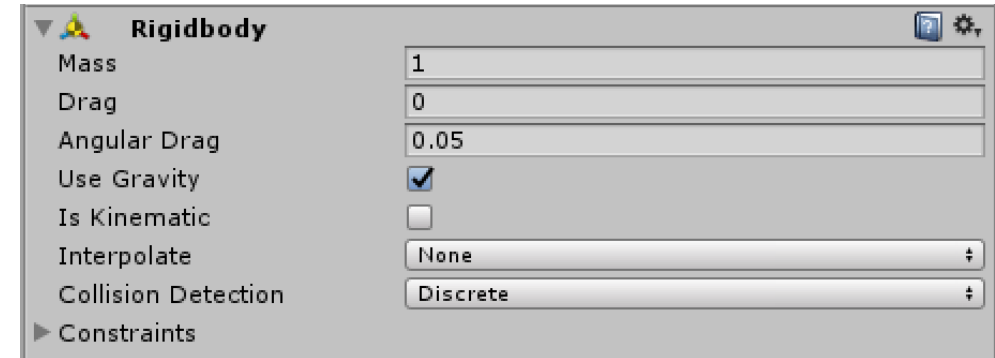 Rigidbody
Mass 1
Drag 0
Angular Drag 0.05
Use Gravity
Is Kinematic
Interpolate None
Collision Detection Discrete
Constraints